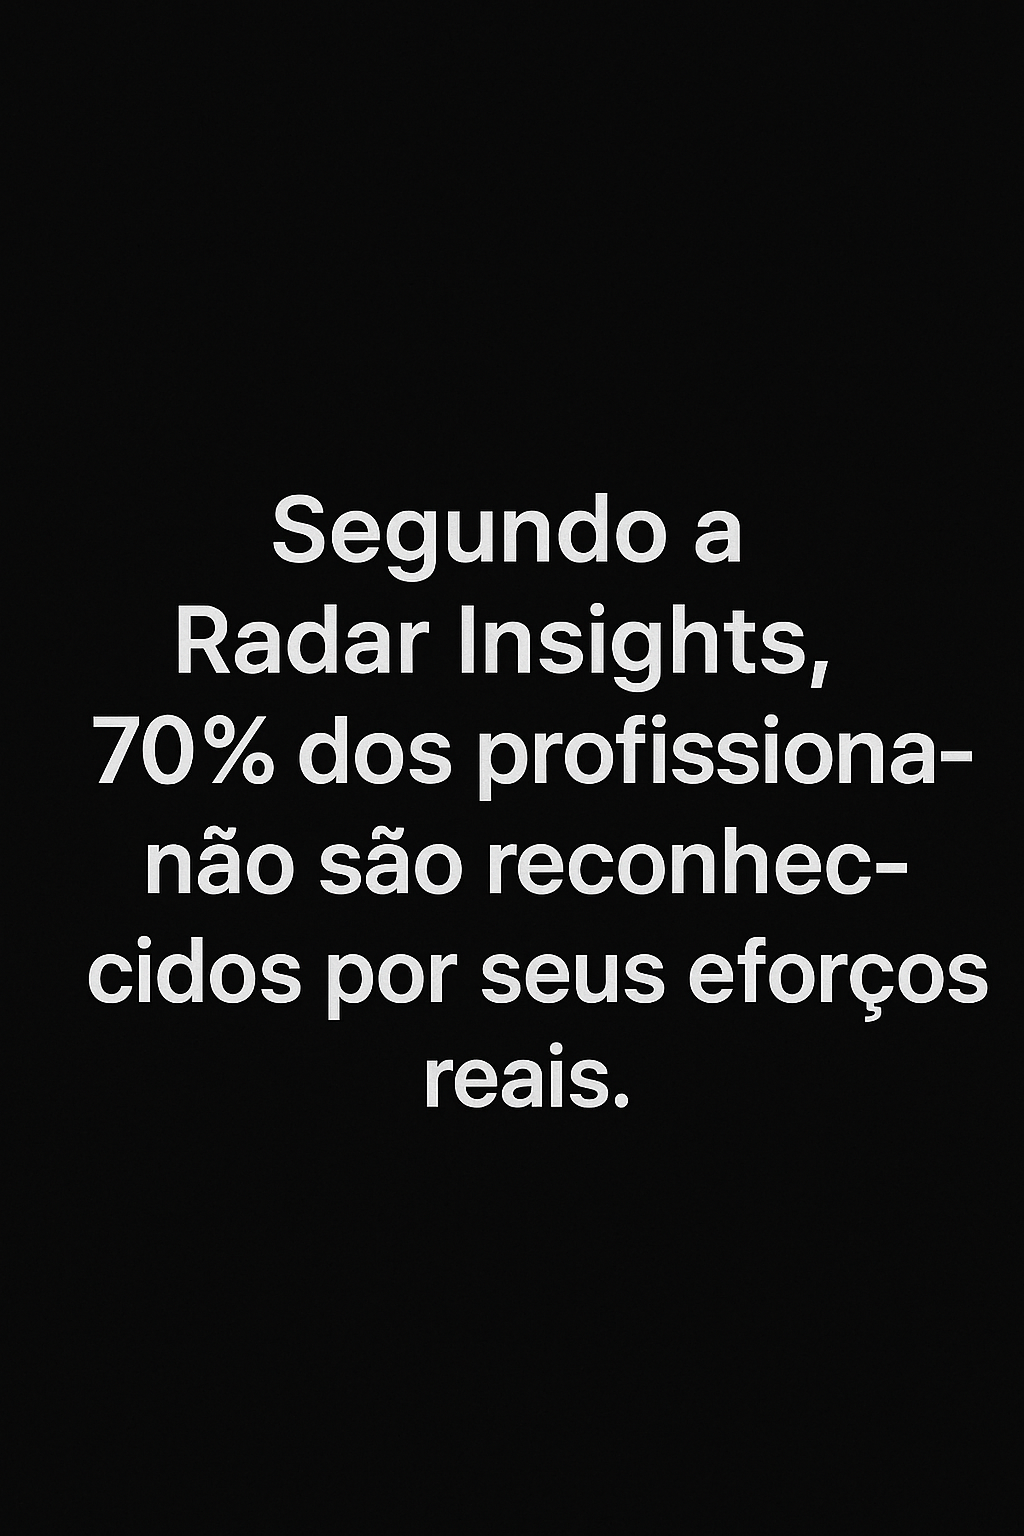 Segundo a
Radar Insights,
70% dos profissiona-
não são reconhec-
cidos por seus eforços
reais.